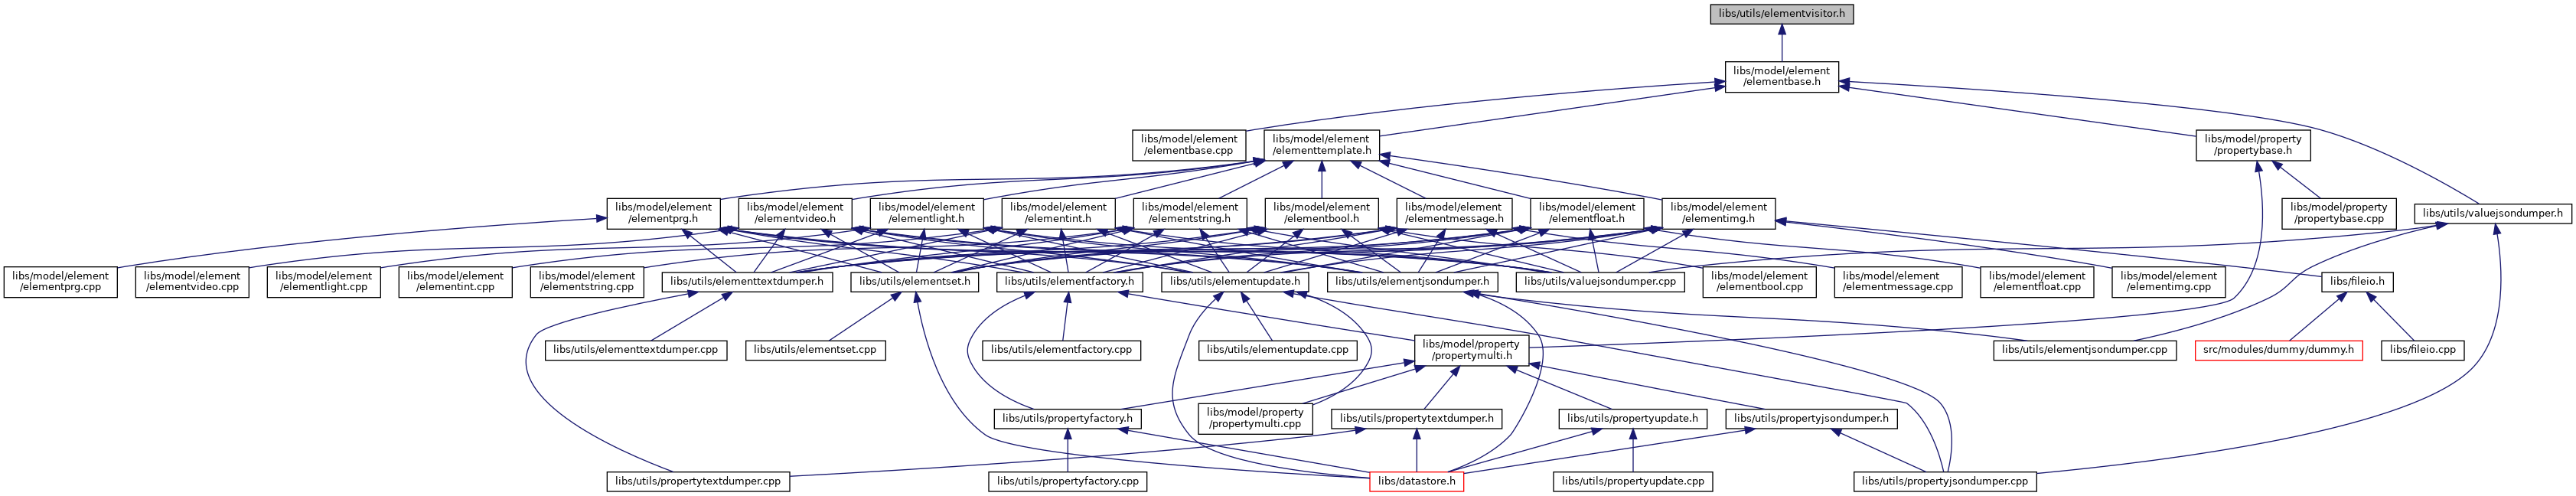 libs/utils/elementvisitor.h
libs/model/element
/elementbase.h
libs/model/element
/elementbase.cpp
libs/model/element
/elementtemplate.h
libs/model/property
/propertybase.h
libs/model/element
/elementprg.h
libs/model/element
/elementvideo.h
libs/model/element
/elementlight.h
libs/model/element
/elementint.h
libs/model/element
/elementstring.h
libs/model/element
/elementbool.h
libs/model/element
/elementmessage.h
libs/model/element
/elementfloat.h
libs/model/element
/elementimg.h
libs/model/property
/propertybase.cpp
libs/utils/valuejsondumper.h
libs/model/element
/elementprg.cpp
libs/model/element
/elementvideo.cpp
libs/model/element
/elementlight.cpp
libs/model/element
/elementint.cpp
libs/model/element
/elementstring.cpp
libs/utils/elementtextdumper.h
libs/utils/elementset.h
libs/utils/elementfactory.h
libs/utils/elementupdate.h
libs/utils/elementjsondumper.h
libs/utils/valuejsondumper.cpp
libs/model/element
/elementbool.cpp
libs/model/element
/elementmessage.cpp
libs/model/element
/elementfloat.cpp
libs/model/element
/elementimg.cpp
libs/fileio.h
libs/utils/elementtextdumper.cpp
libs/utils/elementset.cpp
libs/utils/elementfactory.cpp
libs/utils/elementupdate.cpp
libs/model/property
/propertymulti.h
libs/utils/elementjsondumper.cpp
src/modules/dummy/dummy.h
libs/fileio.cpp
libs/utils/propertyfactory.h
libs/model/property
/propertymulti.cpp
libs/utils/propertytextdumper.h
libs/utils/propertyupdate.h
libs/utils/propertyjsondumper.h
libs/utils/propertytextdumper.cpp
libs/utils/propertyfactory.cpp
libs/datastore.h
libs/utils/propertyupdate.cpp
libs/utils/propertyjsondumper.cpp